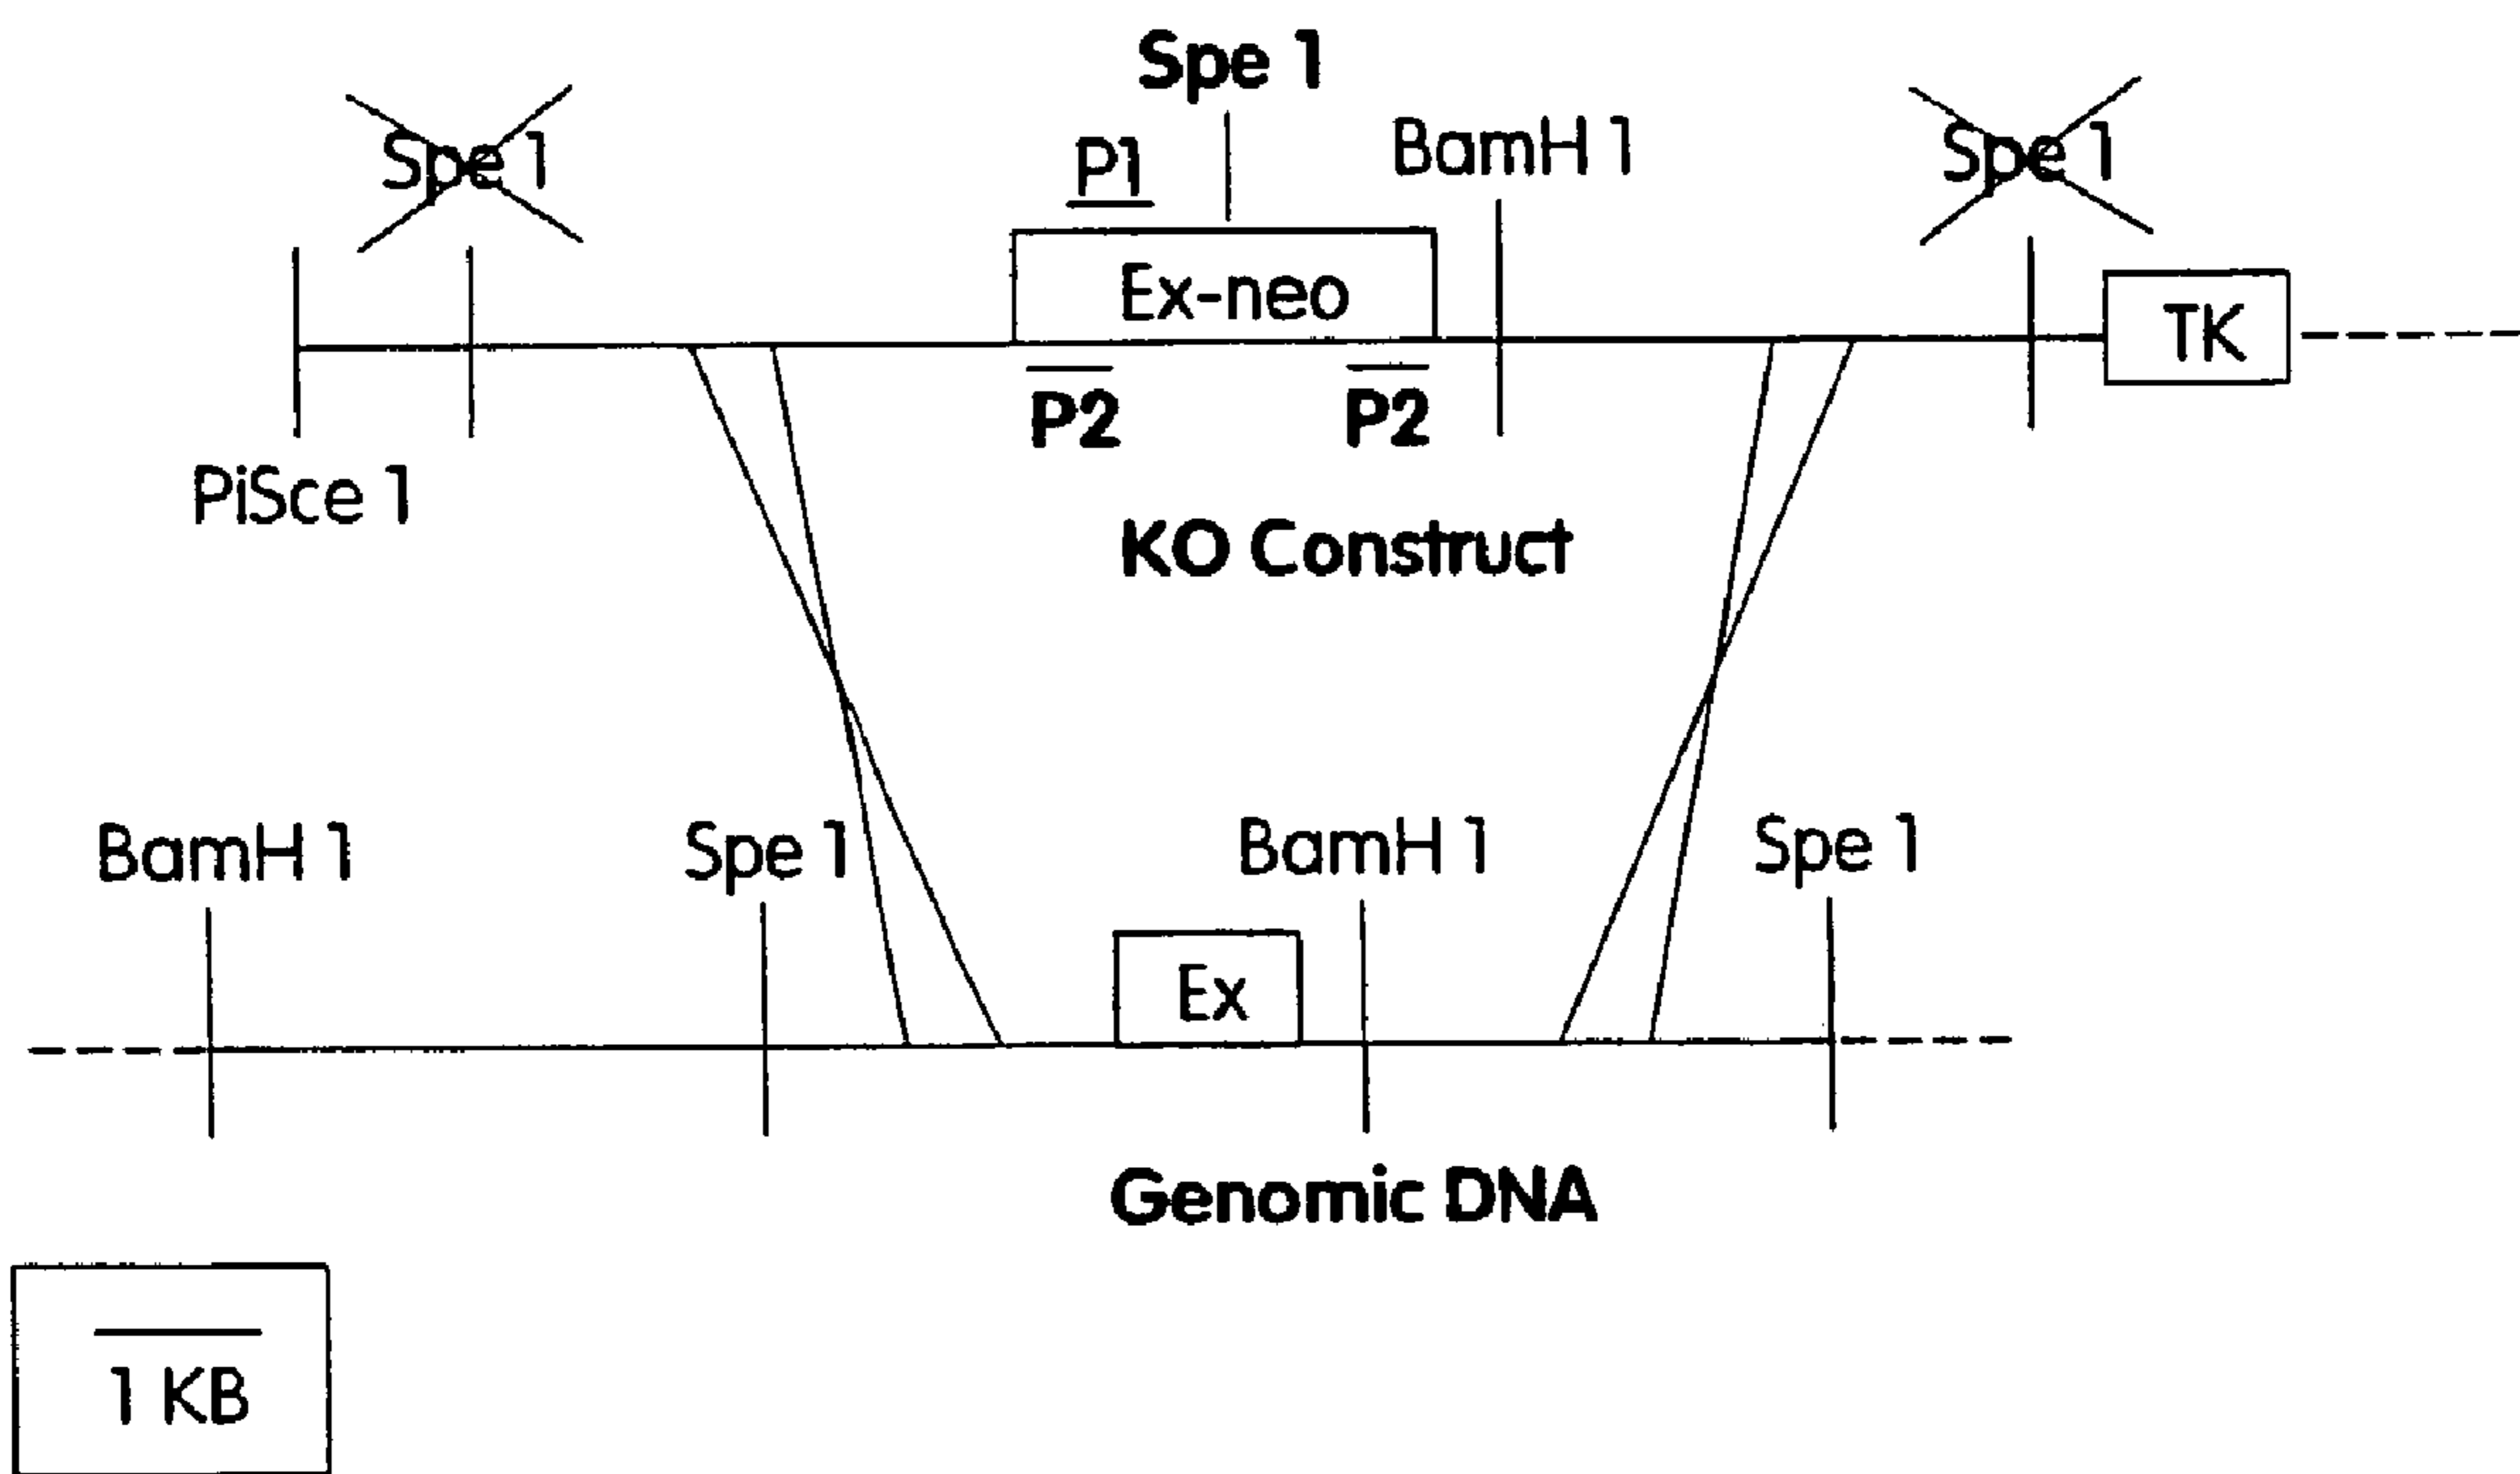 Spe 1
Spe 1
P1
BamH 1
Spe 1
Ex-neo
TK
P2
P2
PiSce 1
KO Construct
BamH 1
Spe 1
BamH 1
Spe 1
Ex
Genomic DNA
1 KB